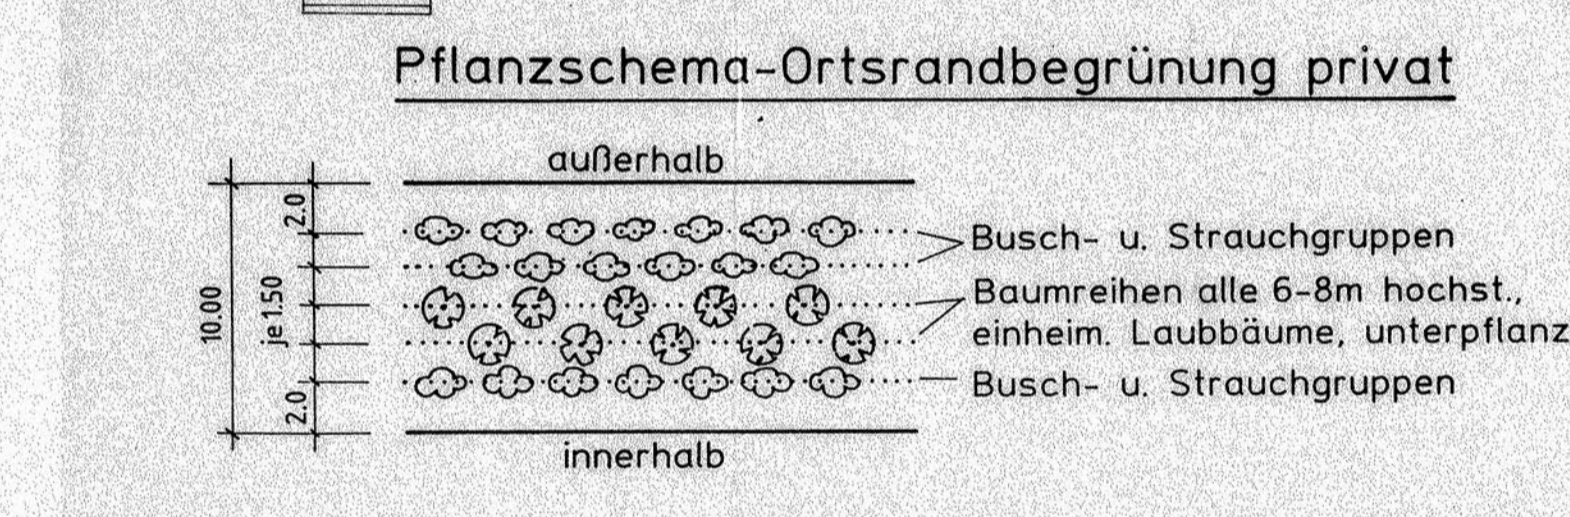 Pflanzschema-Ortsrandbegrünung privat
außerhalb
2.0
Busch- u. Strauchgruppen
10.00
je 1.50
Baumreihen alle 6-8m hochst.,
einheim. Laubbäume, unterpflanz
2.0
Busch- u. Strauchgruppen
innerhalb